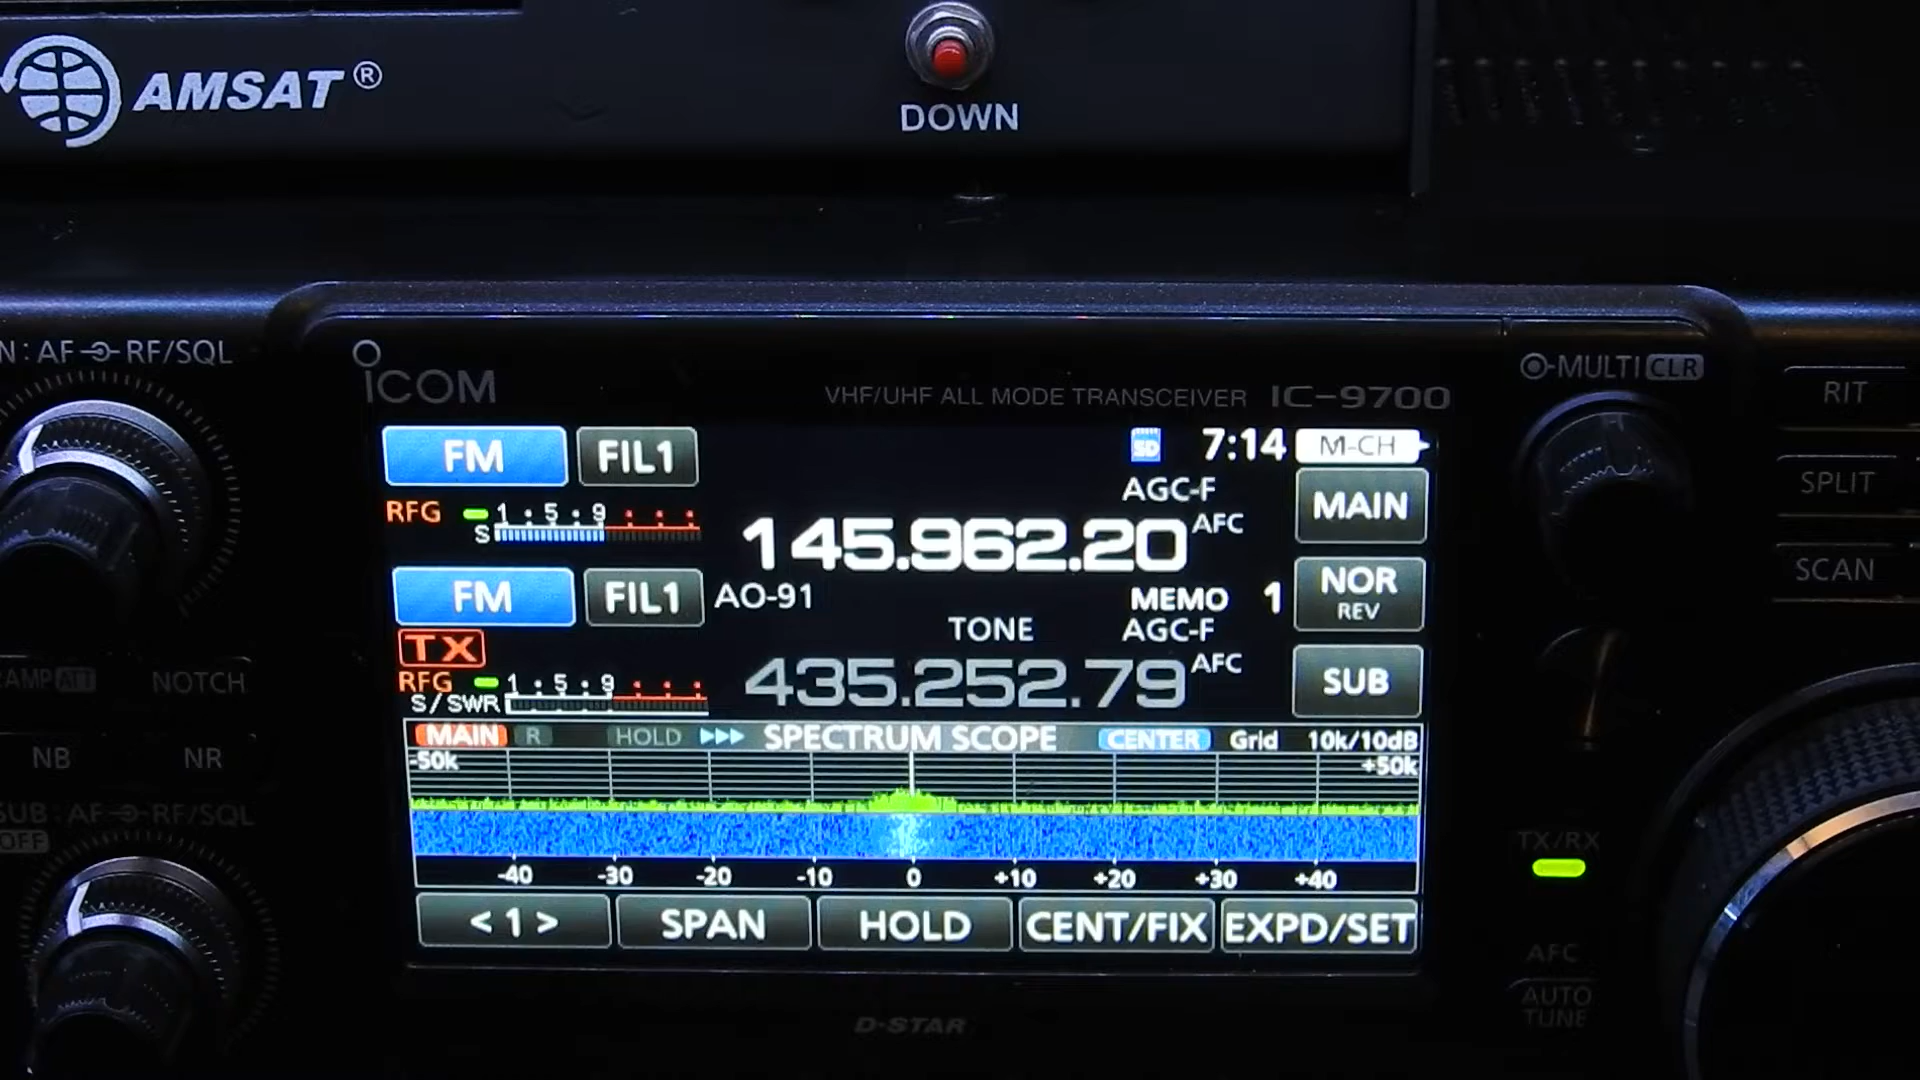 AMSAT®
DOWN
N: AF RF/SQL
ICOM
VHF/UHF ALL MODE TRANSCEIVER IC-9700
MULTI CLR
RIT
FM FIL1
SD 7:14 M-CH
AGC-F
MAIN
SPLIT
RFG S 1 : 5 : 9
145.962.20 AFC
SCAN
FM FIL1 AO-91
MEMO 1
NOR
REV
TX
TONE AGC-F
RFG 1 : 5 : 9
S/SWR
435.252.79 AFC
SUB
AMP ATT NOTCH
MAIN R HOLD SPECTRUM SCOPE CENTER Grid 10k/10dB
-50k +50k
NB NR
SUB : AF RF/SQL
OFF
TX/RX
-40 -30 -20 -10 0 +10 +20 +30 +40
< 1 > SPAN HOLD CENT/FIX EXPD/SET
AFC
AUTO
TUNE
D-STAR